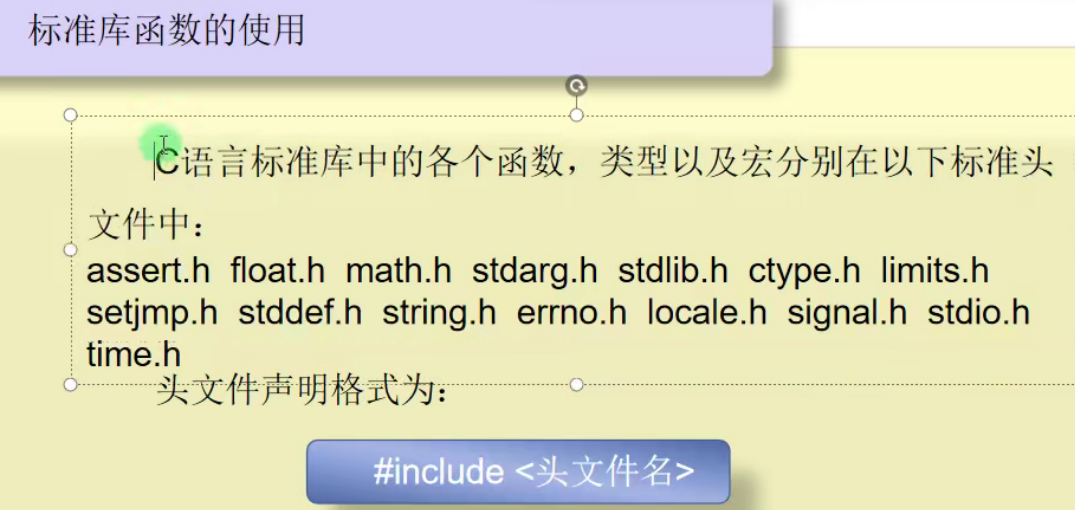 标准库函数的使用
C语言标准库中的各个函数，类型以及宏分别在以下标准头
文件中：
assert.h float.h math.h stdarg.h stdlib.h ctype.h limits.h
setjmp.h stddef.h string.h errno.h locale.h signal.h stdio.h
time.h
头文件声明格式为：
#include <头文件名>